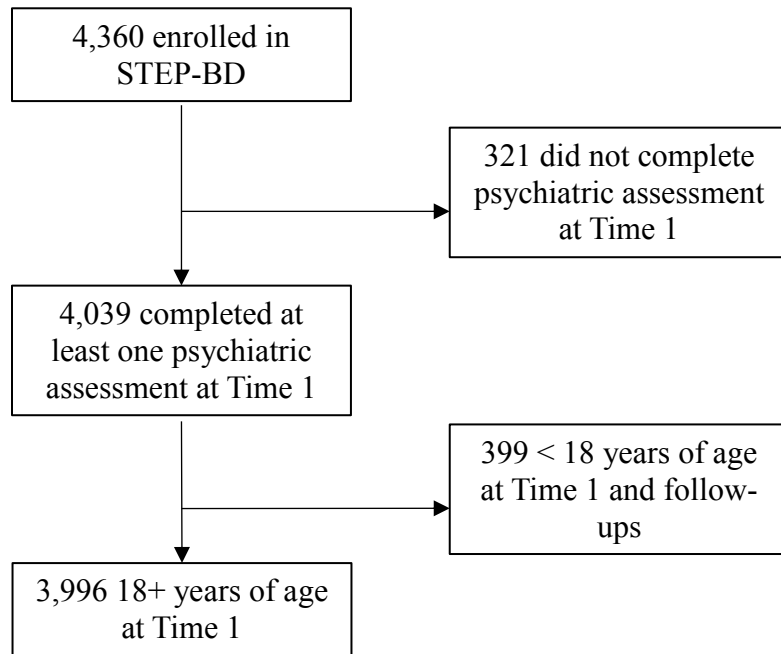 4,360 enrolled in
STEP-BD
321 did not complete
psychiatric assessment
at Time 1
4,039 completed at
least one psychiatric
assessment at Time 1
399 < 18 years of age
at Time 1 and follow-
ups
3,996 18+ years of age
at Time 1